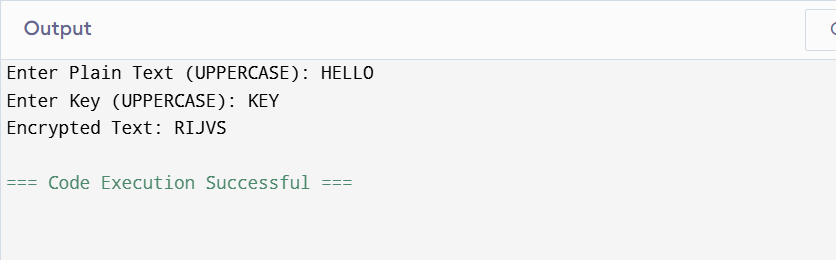 Output
Enter Plain Text (UPPERCASE): HELLO
Enter Key (UPPERCASE): KEY
Encrypted Text: RIJVS
=== Code Execution Successful ===